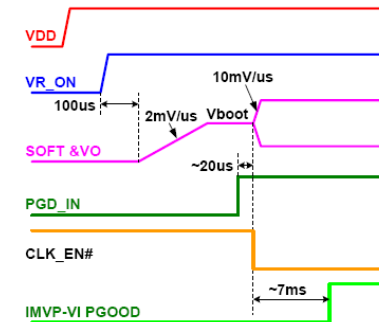 VDD
VR_ON
10mV/us
100us
2mV/us
Vboot
SOFT &VO
~20us
PGD_IN
CLK_EN#
~7ms
IMVP-VI PGOOD